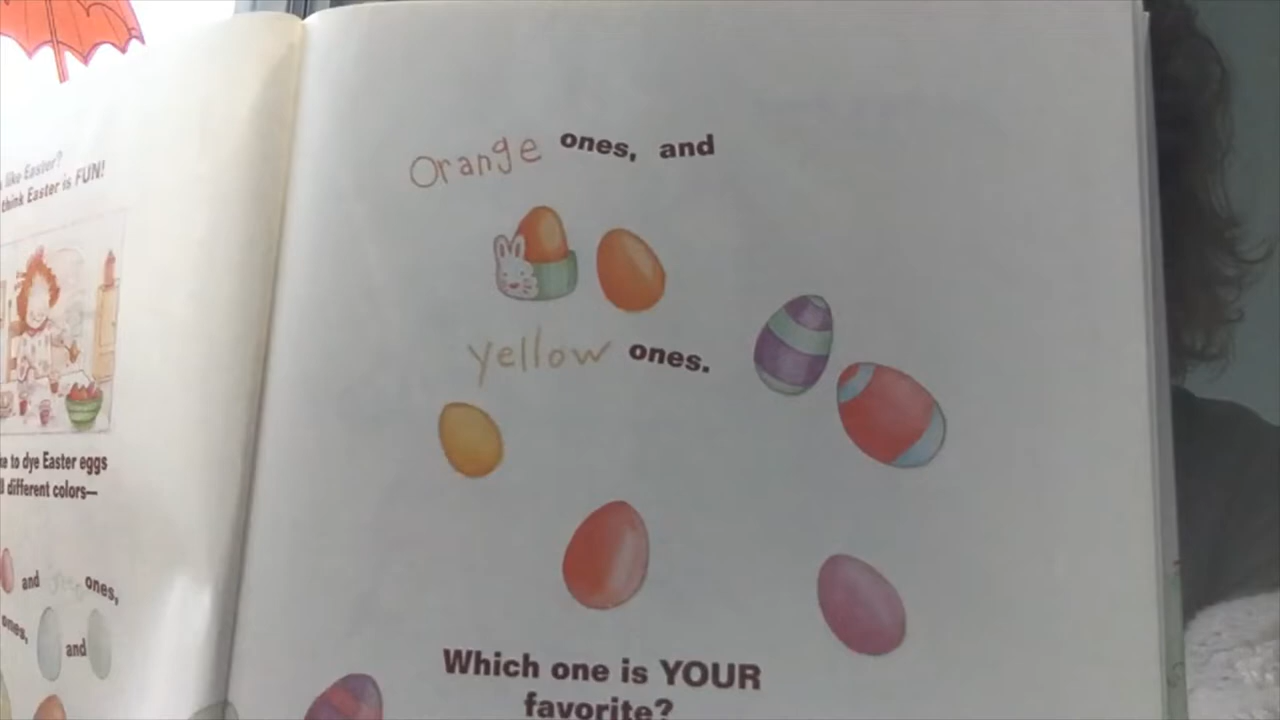 like Easter?
think Easter is FUN!
to dye Easter eggs
different colors—
and ones,
ones, and
Orange ones, and
yellow ones.
Which one is YOUR
favorite?